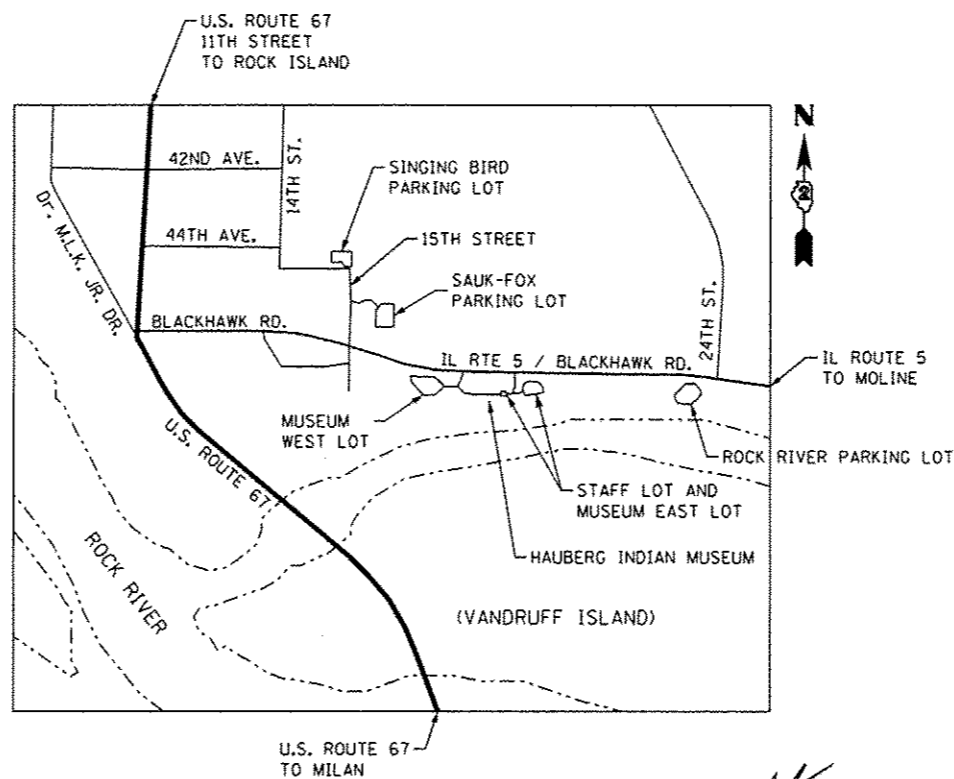 U.S. ROUTE 67
11TH STREET
TO ROCK ISLAND
N
2
42ND AVE.
14TH ST.
SINGING BIRD
PARKING LOT
Dr. M.L.K. JR. DR.
44TH AVE.
15TH STREET
SAUK-FOX
PARKING LOT
BLACKHAWK RD.
24TH ST.
IL RTE 5 / BLACKHAWK RD.
IL ROUTE 5
TO MOLINE
MUSEUM
WEST LOT
U.S. ROUTE 67
ROCK RIVER PARKING LOT
STAFF LOT AND
MUSEUM EAST LOT
HAUBERG INDIAN MUSEUM
ROCK RIVER
(VANDRUFF ISLAND)
U.S. ROUTE 67
TO MILAN